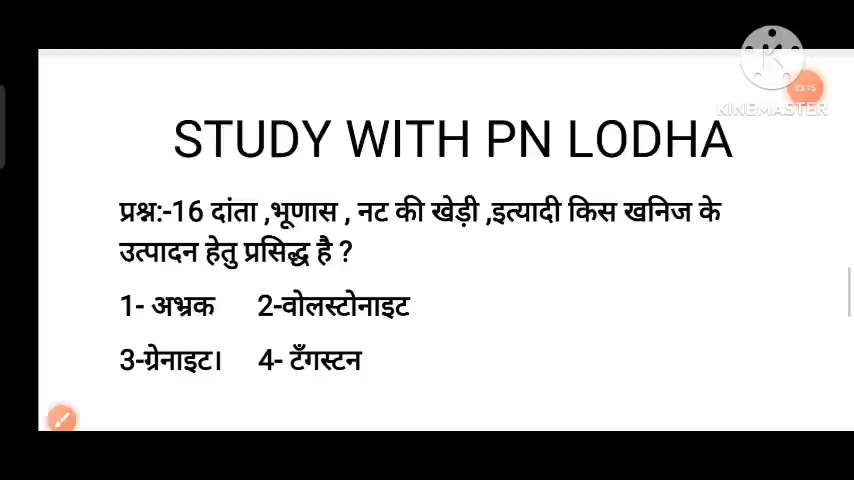 KINEMASTER
STUDY WITH PN LODHA
प्रश्न:-16 दांता ,भूणास , नट की खेड़ी ,इत्यादी किस खनिज के
उत्पादन हेतु प्रसिद्ध है ?
1- अभ्रक 2-वोलस्टोनाइट
3-ग्रेनाइट। 4- टँगस्टन